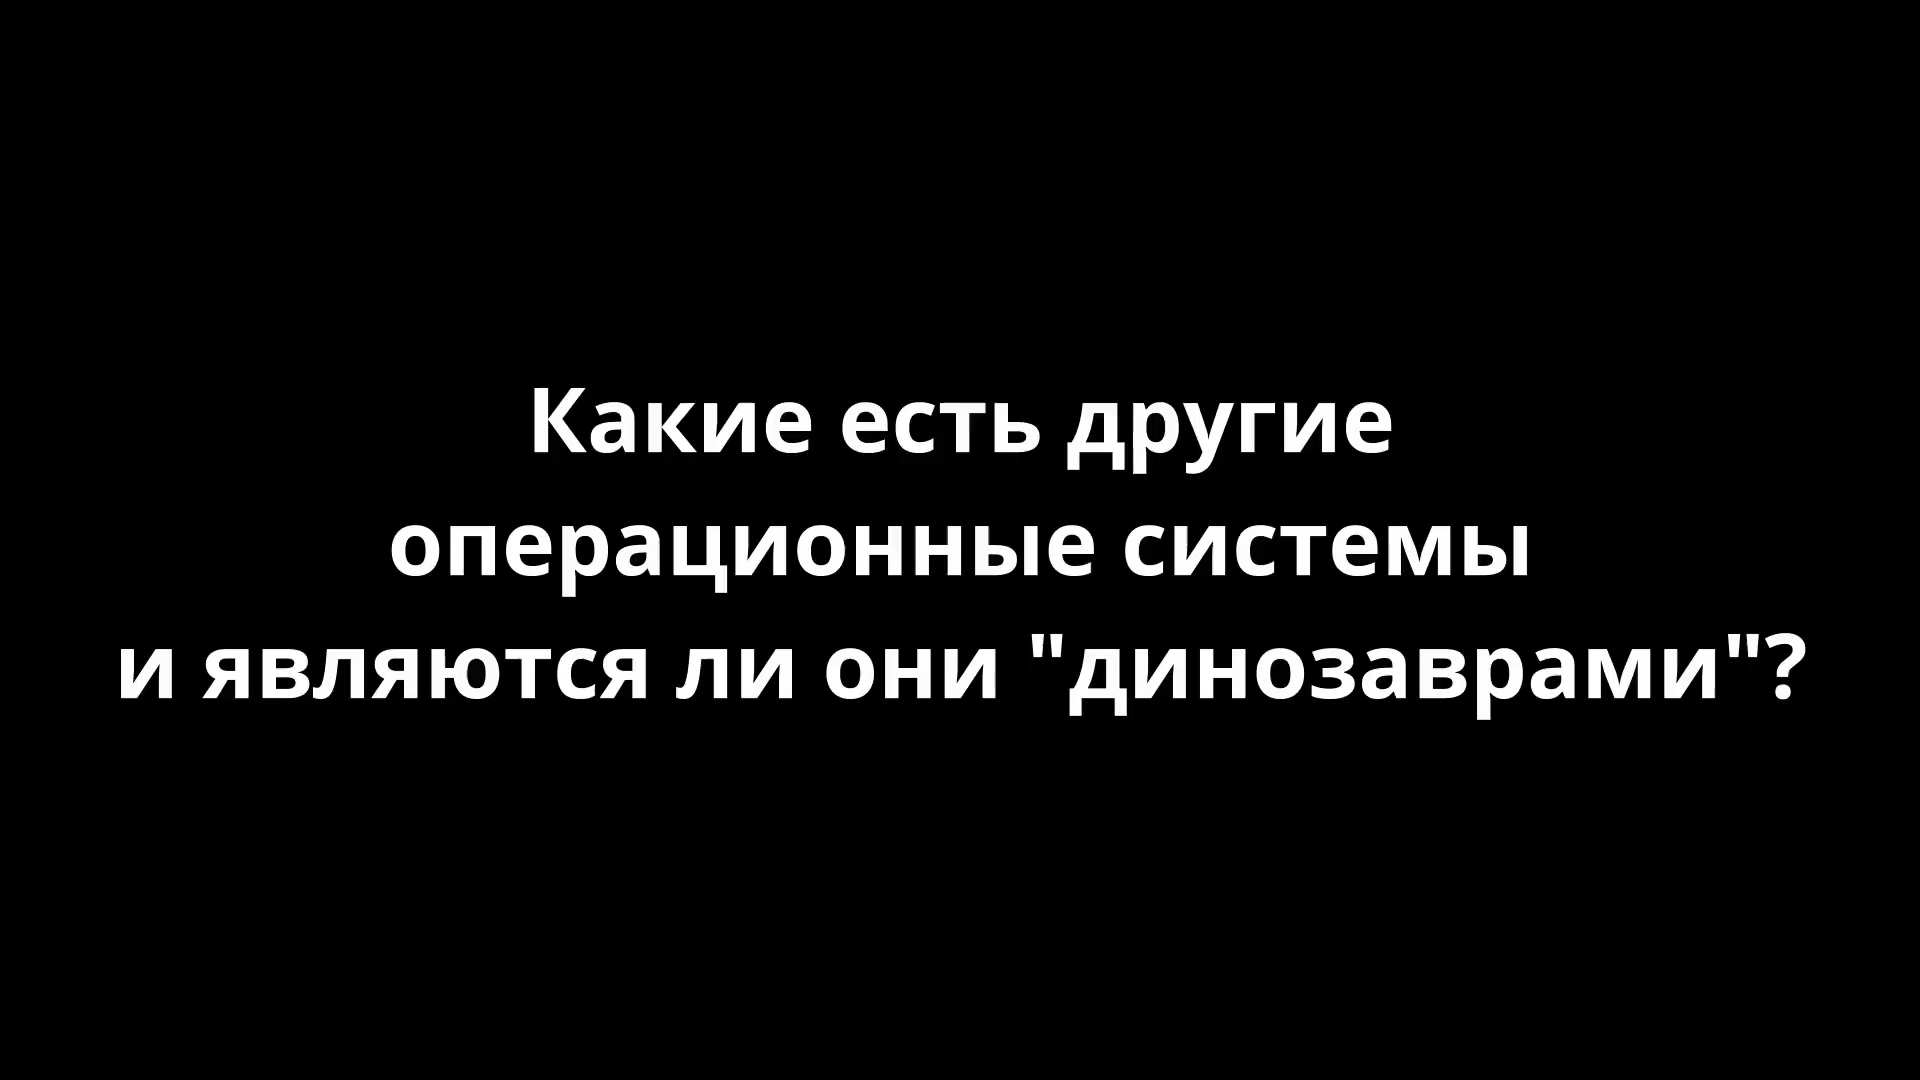 Какие есть другие
операционные системы
и являются ли они "динозаврами"?